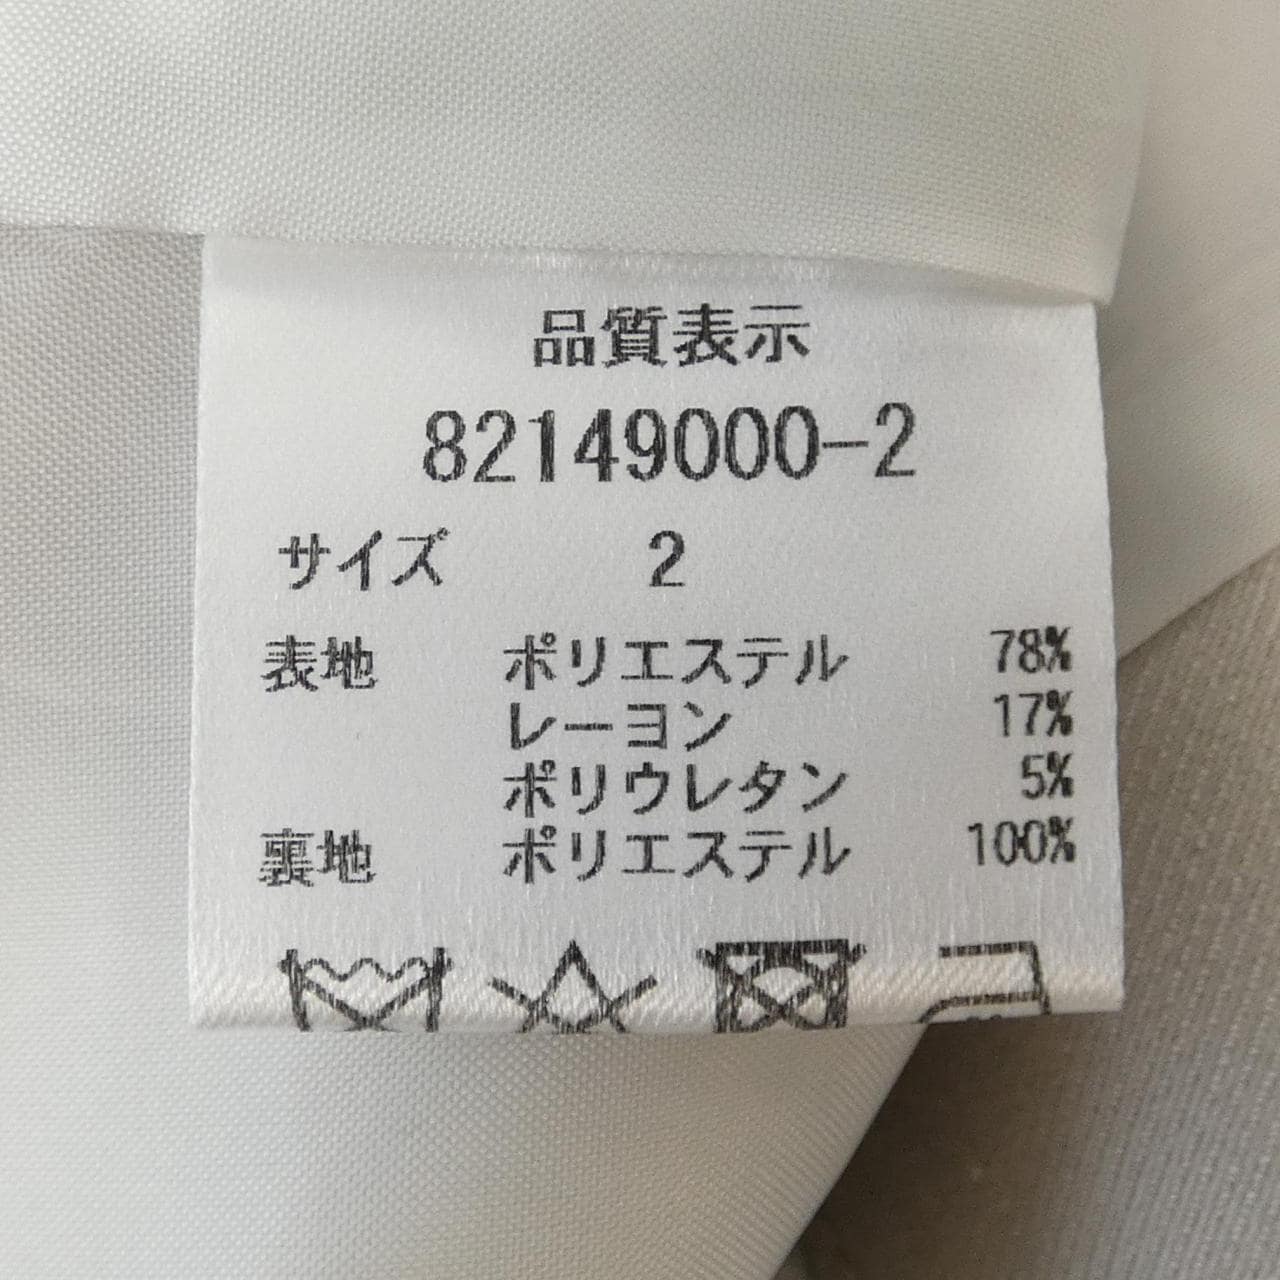 品質表示
82149000-2
サイズ 2
表地 ポリエステル 78%
レーヨン 17%
ポリウレタン 5%
裏地 ポリエステル 100%